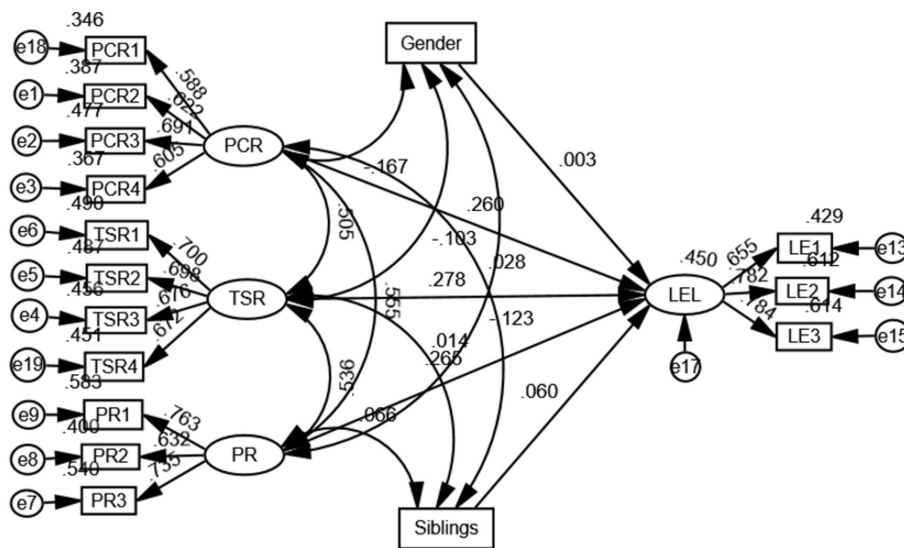 .346
e18
PCR1
.387
.588
e1
PCR2
.477
.622
e2
PCR3
.367
.691
e3
PCR4
.490
.605
PCR
e6
TSR1
.487
.700
e5
TSR2
.456
.698
e4
TSR3
.451
.676
e19
TSR4
.583
.672
TSR
e9
PR1
.400
.763
e8
PR2
.540
.632
e7
PR3
.735
PR
Gender
-.167
.003
.505
.260
-.103
.028
.555
.278
.014
-.123
.265
.536
.066
.060
Siblings
.450
LEL
e17
.429
.655
LE1
e13
.612
.782
LE2
e14
.614
.784
LE3
e15